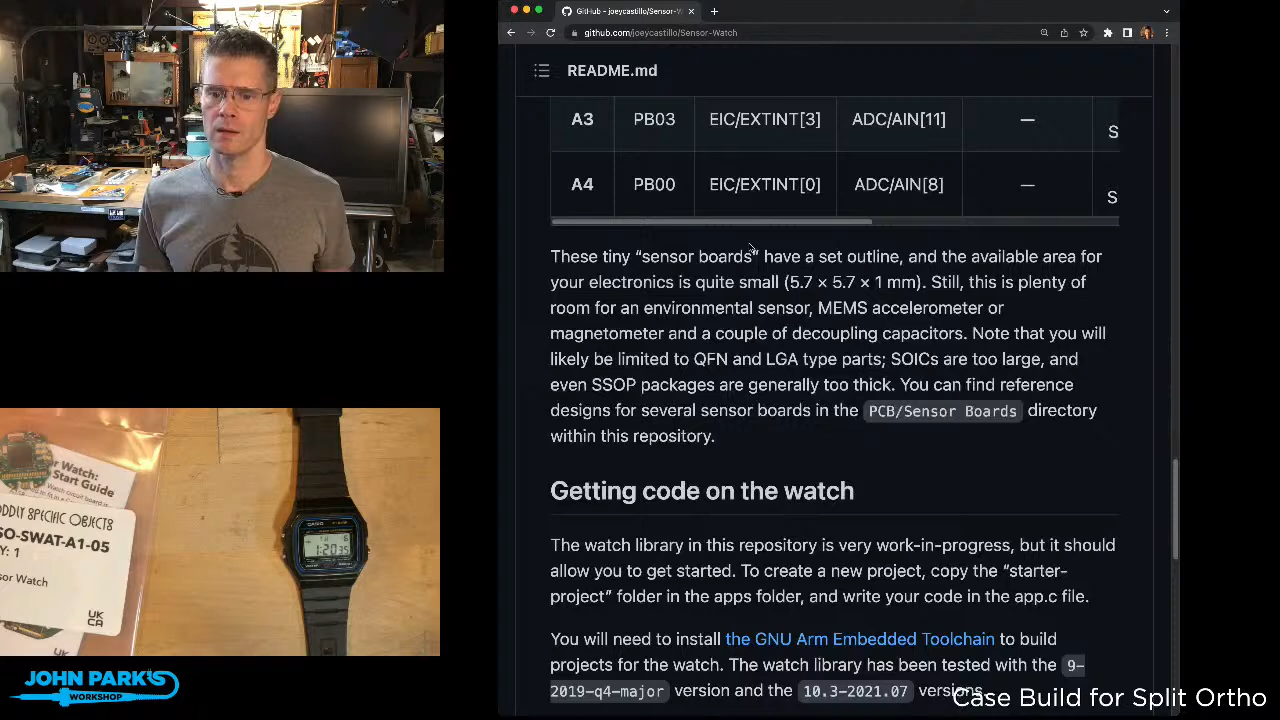 GitHub - joeycastillo/Sensor-W
github.com/joeycastillo/Sensor-Watch
README.md
A3 PB03 EIC/EXTINT[3] ADC/AIN[11] — S
A4 PB00 EIC/EXTINT[0] ADC/AIN[8] — S
These tiny “sensor boards” have a set outline, and the available area for
your electronics is quite small (5.7 × 5.7 × 1 mm). Still, this is plenty of
room for an environmental sensor, MEMS accelerometer or
magnetometer and a couple of decoupling capacitors. Note that you will
likely be limited to QFN and LGA type parts; SOICs are too large, and
even SSOP packages are generally too thick. You can find reference
designs for several sensor boards in the PCB/Sensor Boards directory
within this repository.
Getting code on the watch
The watch library in this repository is very work-in-progress, but it should
allow you to get started. To create a new project, copy the “starter-
project” folder in the apps folder, and write your code in the app.c file.
You will need to install the GNU Arm Embedded Toolchain to build
projects for the watch. The watch library has been tested with the 9-
2019-q4-major version and
2021.07
r Watch:
Start Guide
ODDLY SPECIFIC OBJECTS
SO-SWAT-A1-05
Y: 1
sor Watch
UK
CA
CASIO
TH 6
1:20 35
JOHN PARK'S
WORKSHOP
Case Build for Split Ortho